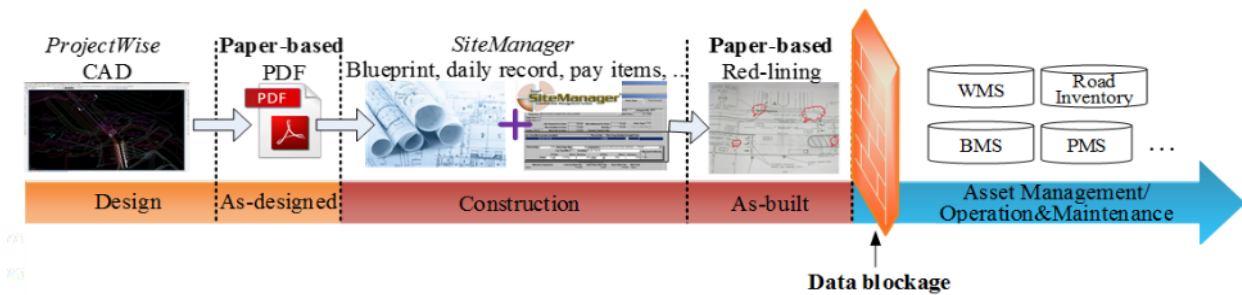 ProjectWise
CAD
Paper-based
PDF
PDF
SiteManager
Blueprint, daily record, pay items, ..
SiteManager
Paper-based
Red-lining
WMS
Road
Inventory
BMS
PMS
...
Design
As-designed
Construction
As-built
Asset Management/
Operation&Maintenance
Data blockage